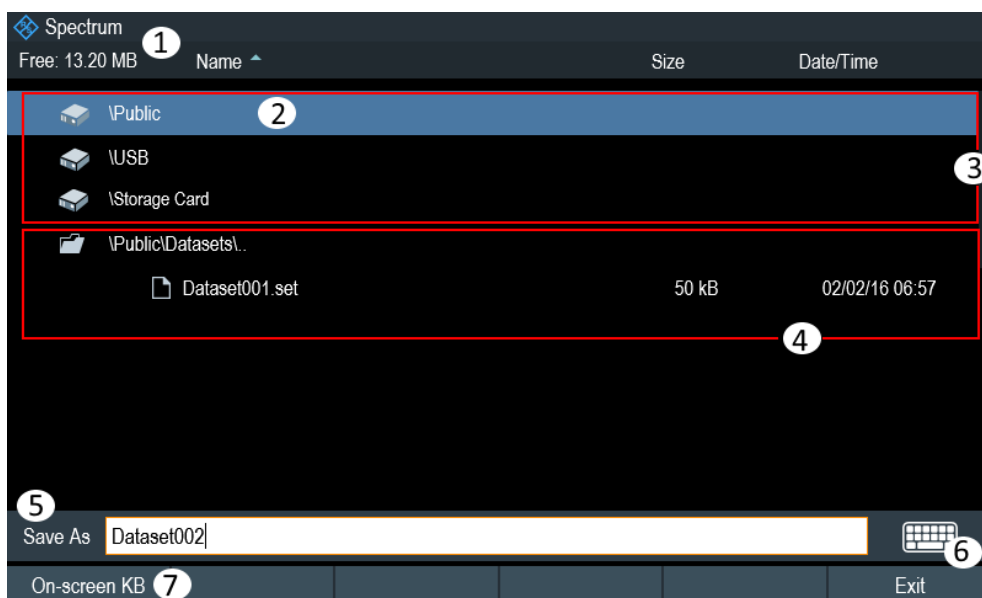 Spectrum
1
Free: 13.20 MB Name Size Date/Time
\Public 2
\USB
3
\Storage Card
\Public\Datasets\..
Dataset001.set 50 kB 02/02/16 06:57
4
5
Save As Dataset002
6
On-screen KB 7 Exit